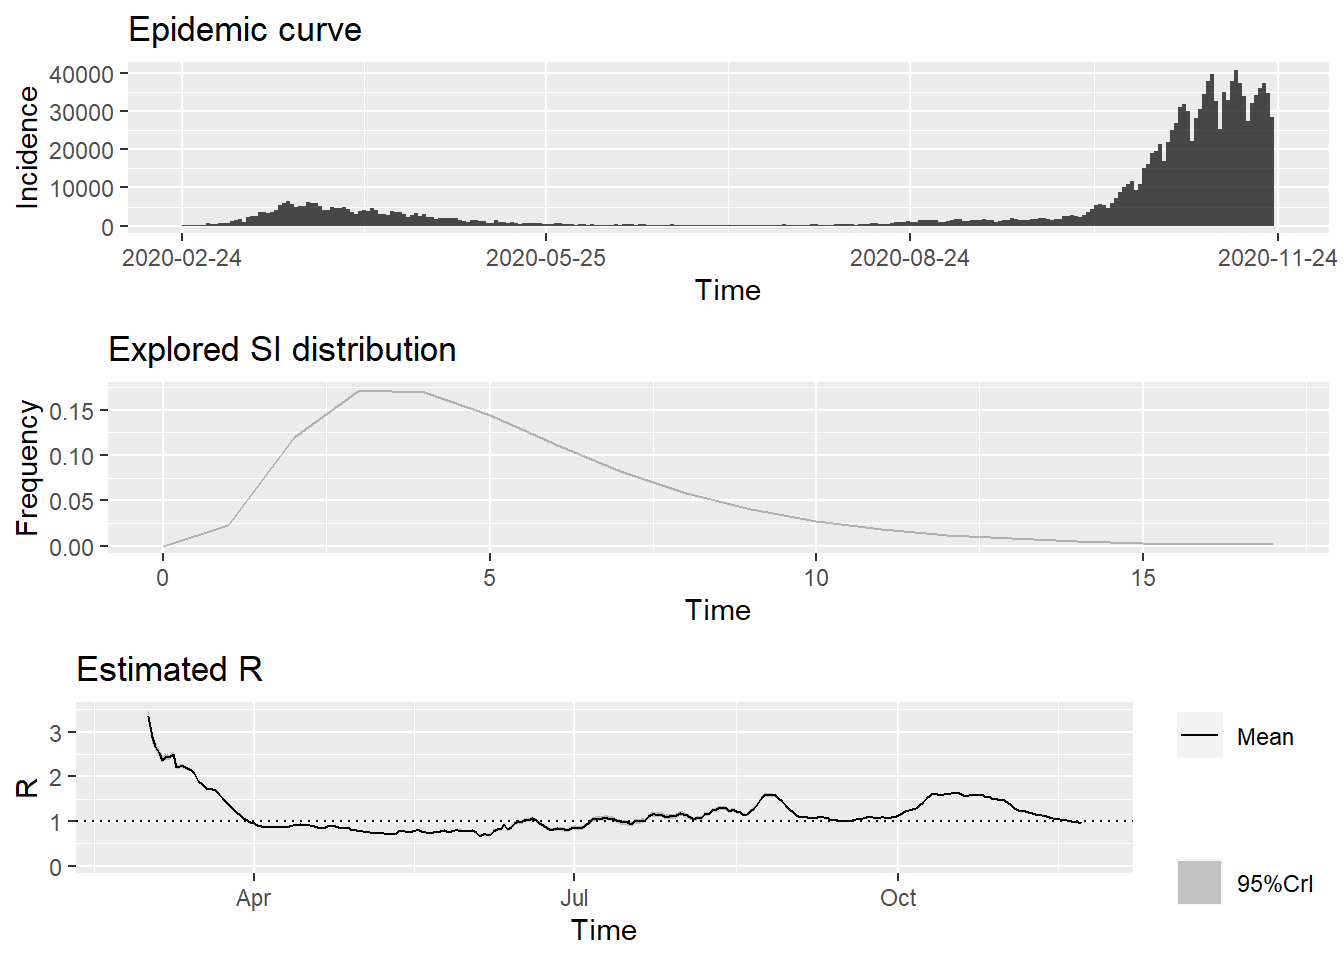 Epidemic curve
Incidence
40000
30000
20000
10000
0
2020-02-24 2020-05-25 2020-08-24 2020-11-24
Time
Explored SI distribution
Frequency
0.15
0.10
0.05
0.00
0 5 10 15
Time
Estimated R
R
3
2
1
0
Apr Jul Oct
Time
Mean
95%CrI